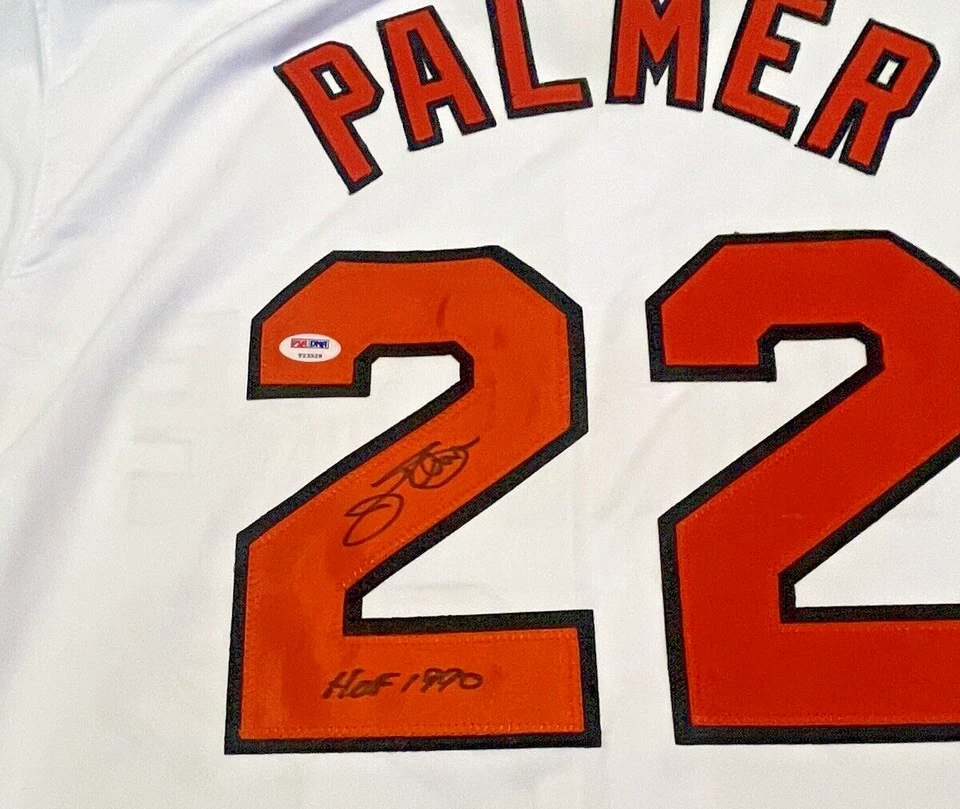 PALMER
22
PSA DNA
HOF 1990